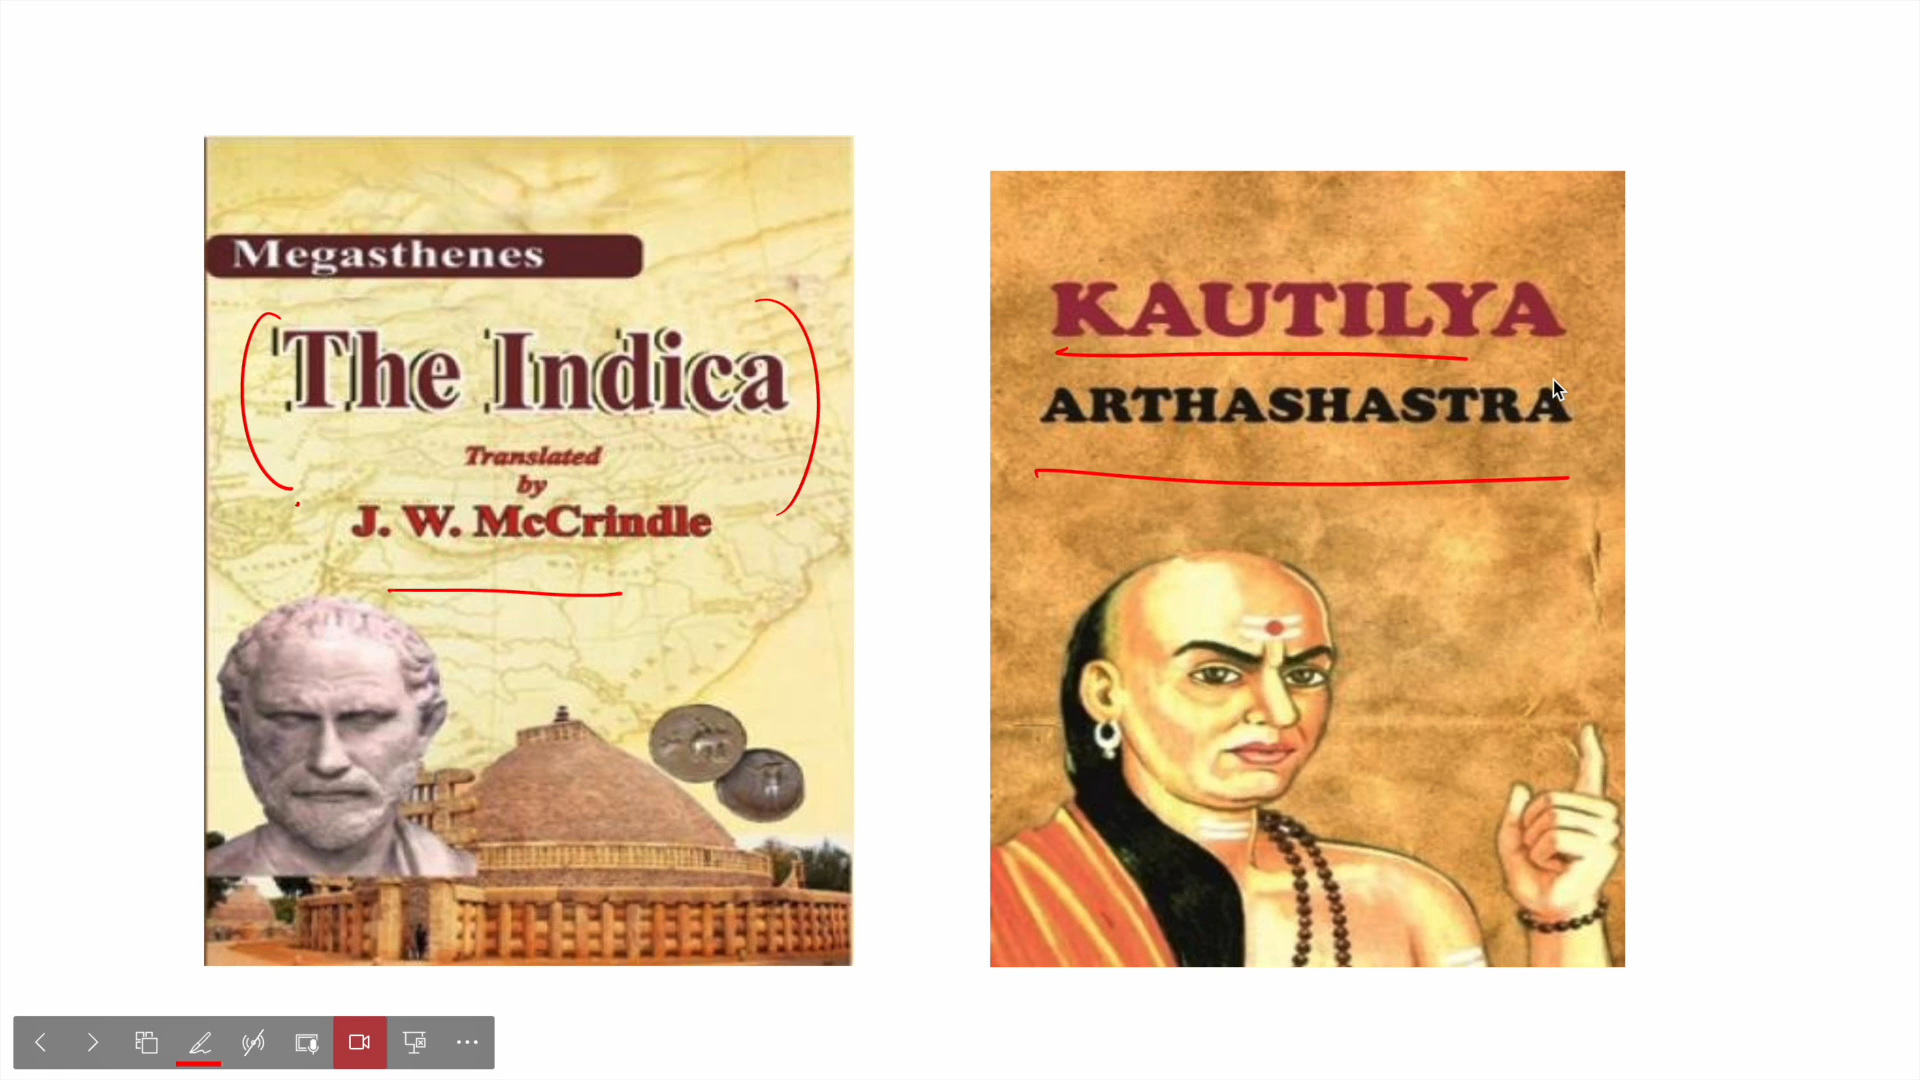 Megasthenes
The Indica
Translated
by
J. W. McCrindle
KAUTILYA
ARTHASHASTRA